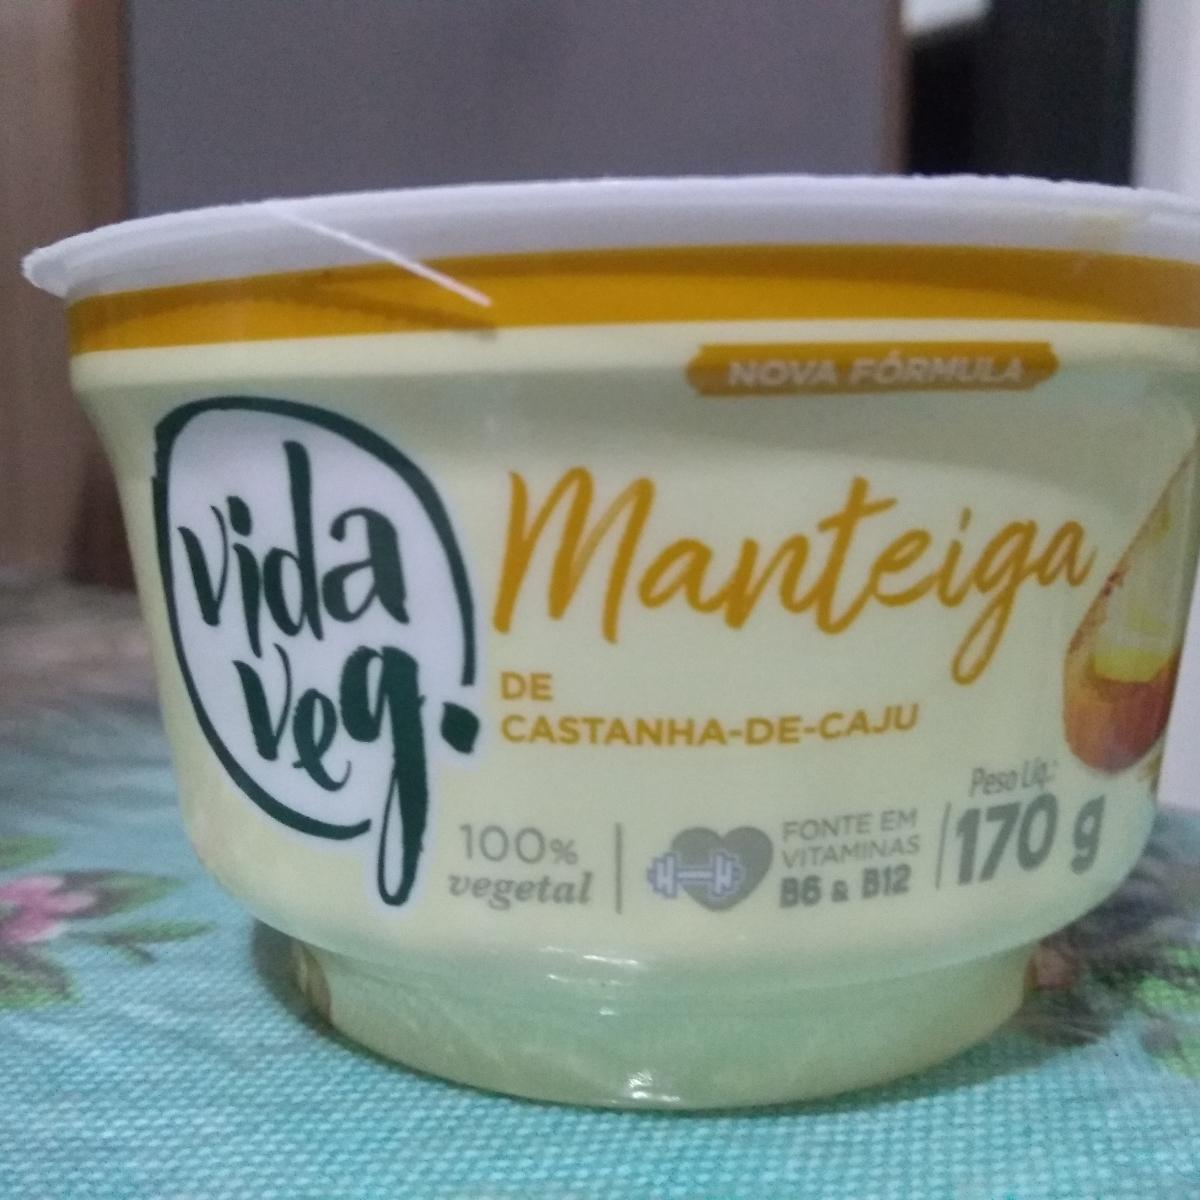 NOVA FÓRMULA
vida
veg.
Manteiga
DE
CASTANHA-DE-CAJU
100%
vegetal
FONTE EM
VITAMINAS
B6 & B12
Peso Líq.:
170 g